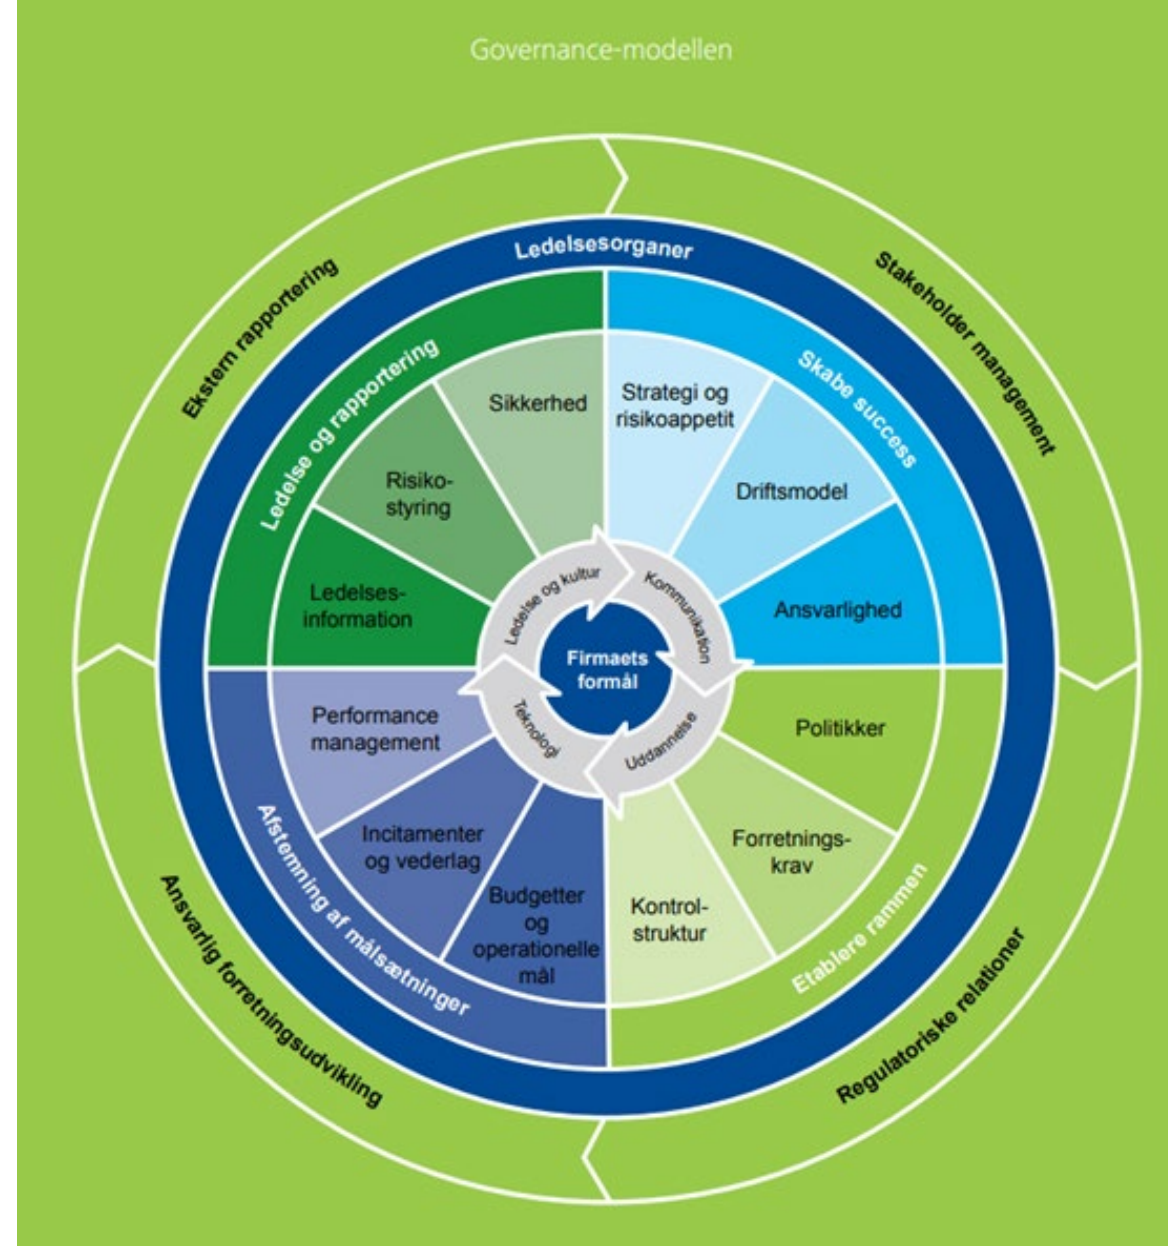 Governance-modellen
Ekstern rapportering
Stakeholder management
Regulatoriske relationer
Ansvarlig forretningsudvikling
Ledelsesorganer
Ledelse og rapportering
Skabe success
Etablere rammen
Afstemning af målsætninger
Sikkerhed
Risiko-
styring
Ledelses-
information
Strategi og
risikoappetit
Driftsmodel
Ansvarlighed
Politikker
Forretnings-
krav
Kontrol-
struktur
Budgetter
og
operationelle
mål
Incitamenter
og vederlag
Performance
management
Ledelse og kultur
Kommunikation
Uddannelse
Teknologi
Firmaets
formål